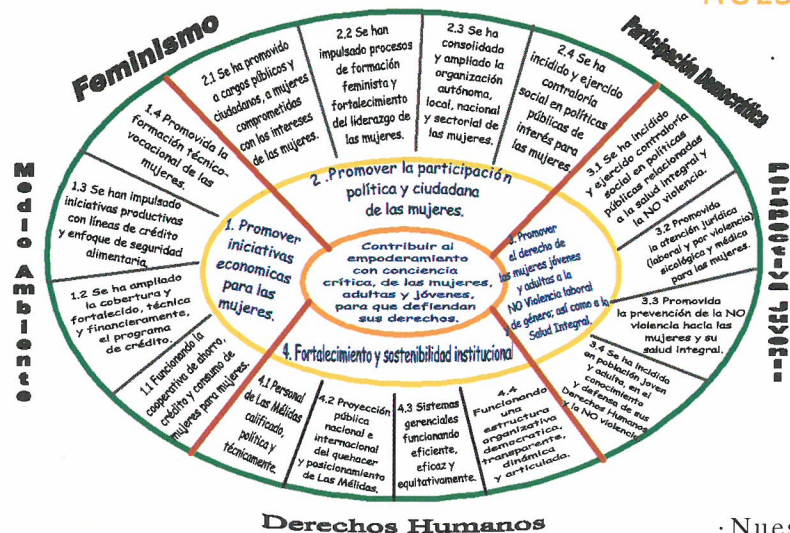 Feminismo
Participación Democrática
Medio Ambiente
Perspectiva Juvenil
Derechos Humanos
Contribuir al
empoderamiento
con conciencia
crítica, de las mujeres,
adultas y jóvenes,
para que defiendan
sus derechos.
1. Promover
iniciativas
economicas
para las
mujeres.
2 .Promover la participación
política y ciudadana
de las mujeres.
3. Promover
el derecho de
las mujeres jóvenes
y adultas a la
NO Violencia laboral
y de género; así como a la
Salud Integral.
4. Fortalecimiento y sostenibilidad institucional
1.1 Funcionando la
cooperativa de ahorro,
crédito y consumo de
mujeres para mujeres.
1.2 Se ha ampliado
la cobertura y
fortalecido, técnica
y financieramente,
el programa
de crédito.
1.3 Se han impulsado
iniciativas productivas
con líneas de crédito
y enfoque de seguridad
alimentaria.
1.4 Promovida la
formación técnico-
vocacional de las
mujeres.
2.1 Se ha promovido
a cargos públicos y
ciudadanos, a mujeres
comprometidas
con los intereses
de las mujeres.
2.2 Se han
impulsado procesos
de formación
feminista y
fortalecimiento
del liderazgo de
las mujeres.
2.3 Se ha
consolidado
y ampliado la
organización
autónoma,
local, nacional
y sectorial de
las mujeres.
2.4 Se ha
incidido y ejercido
contraloría
social en políticas
públicas de
interés para
las mujeres.
3.1 Se ha incidido
y ejercido contraloría
social en políticas
públicas relacionadas
a la salud integral y
la NO violencia.
3.2 Promovida
la atención jurídica
(laboral y por violencia)
sicológica y médica
para las mujeres.
3.3 Promovida
la prevención de la NO
violencia hacia las
mujeres y su
salud integral.
3.4 Se ha incidido
en población joven
y adulta, en el
conocimiento
y defensa de sus
Derechos Humanos
y la NO violencia
4.1 Personal
de Las Mélidas
calificado,
política y
técnicamente.
4.2 Proyección
pública
nacional e
internacional
del quehacer
y posicionamiento
de Las Mélidas.
4.3 Sistemas
gerenciales
funcionando
eficiente,
eficaz y
equitativamente.
4.4
Funcionando
una
estructura
organizativa
democratica,
transparente,
dinámica
y articulada.
· Nues